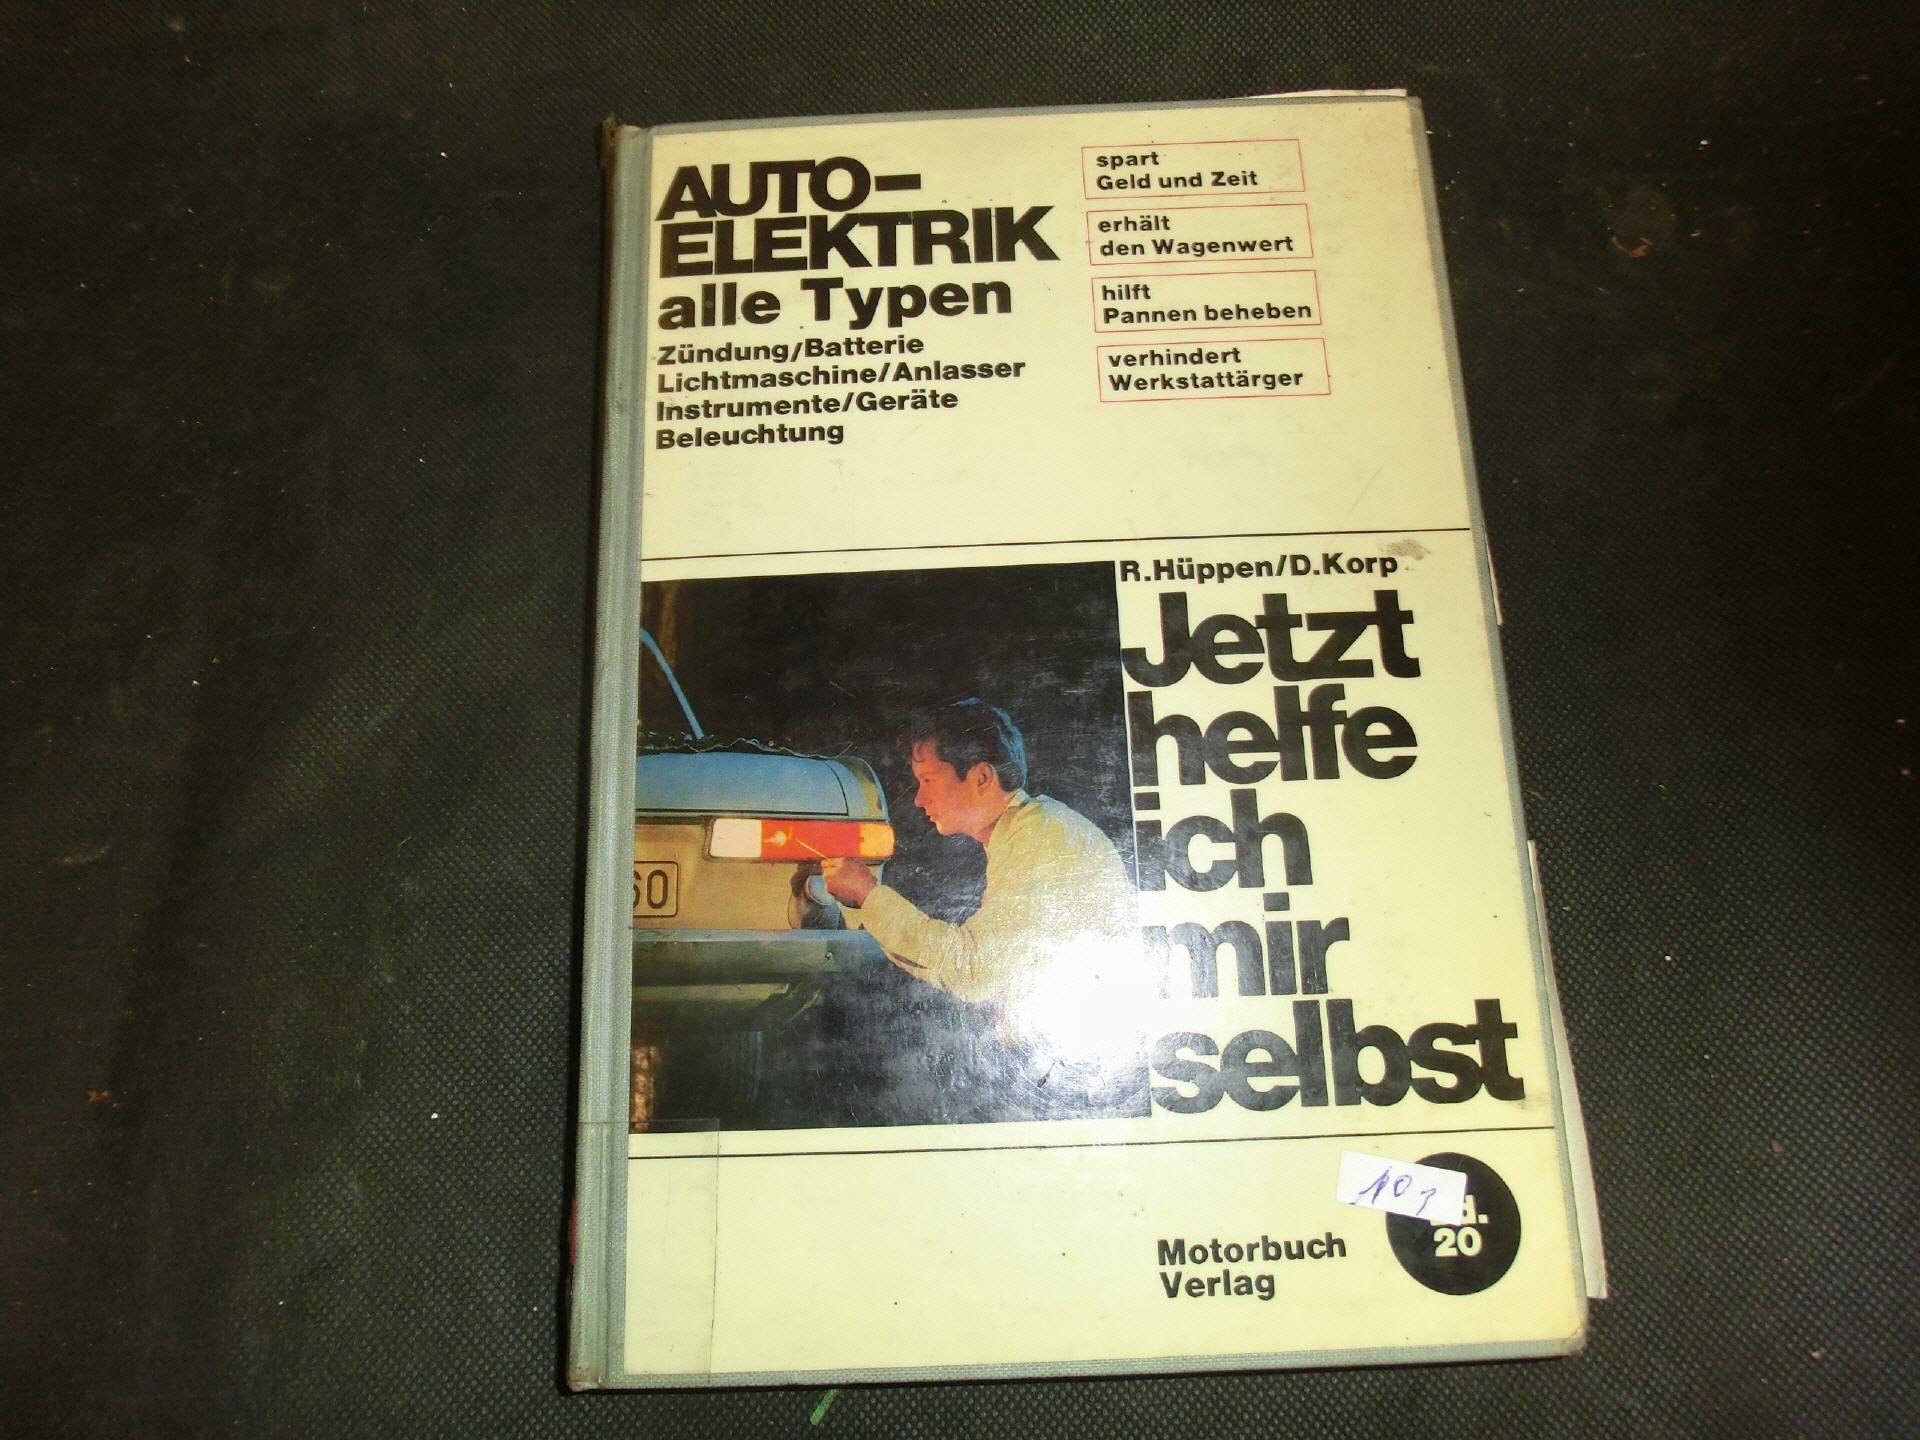 AUTO-
ELEKTRIK
alle Typen
Zündung/Batterie
Lichtmaschine/Anlasser
Instrumente/Geräte
Beleuchtung
spart
Geld und Zeit
erhält
den Wagenwert
hilft
Pannen beheben
verhindert
Werkstattärger
R.Hüppen/D.Korp
Jetzt
helfe
ich
mir
selbst
60
Motorbuch
Verlag
20